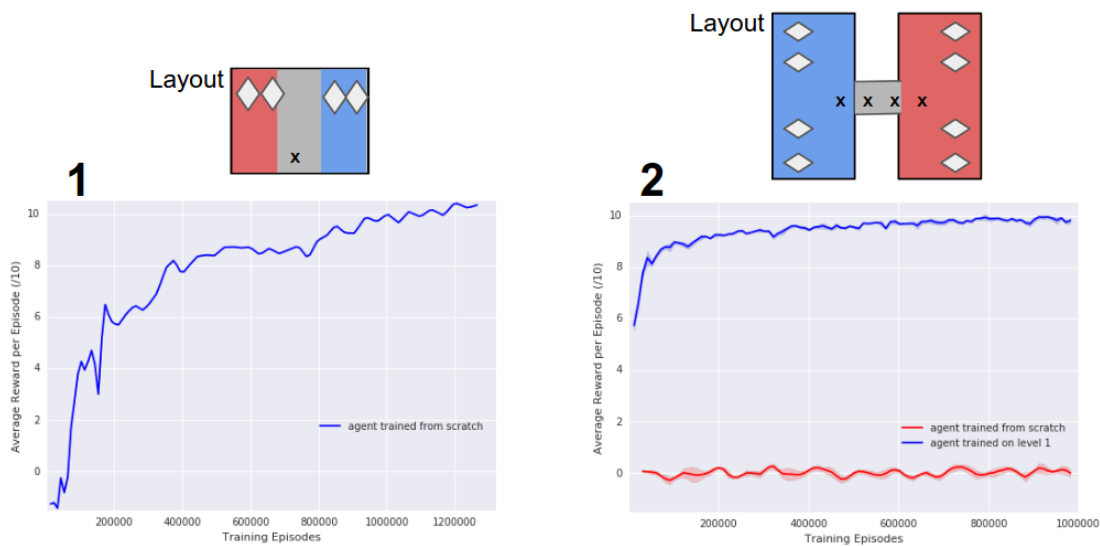 Layout
x
1
10
8
6
4
2
0
Average Reward per Episode (/10)
agent trained from scratch
200000 400000 600000 800000 1000000 1200000
Training Episodes
Layout
x x x x
2
10
8
6
4
2
0
Average Reward per Episode (/10)
agent trained from scratch
agent trained on level 1
200000 400000 600000 800000 1000000
Training Episodes